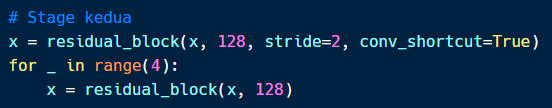 # Stage kedua
x = residual_block(x, 128, stride=2, conv_shortcut=True)
for _ in range(4):
    x = residual_block(x, 128)